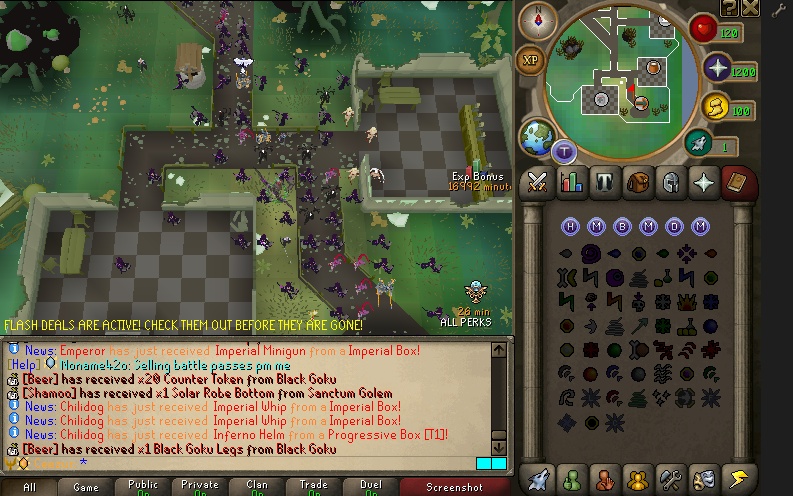 N
120
XP
1200
100
T
1
Exp Bonus
16992 minut
26 min
ALL PERKS
FLASH DEALS ARE ACTIVE! CHECK THEM OUT BEFORE THEY ARE GONE!
H M B M D M
News: Emperor has just received Imperial Minigun from a Imperial Box!
[Help] Noname420: Selling battle passes pm me
[Beer] has received x20 Counter Token from Black Goku
[Shamoo] has received x1 Solar Robe Bottom from Sanctum Golem
News: Chilidog has just received Imperial Whip from a Imperial Box!
News: Chilidog has just received Imperial Whip from a Imperial Box!
News: Chilidog has just received Inferno Helm from a Progressive Box [T1]!
[Beer] has received x1 Black Goku Legs from Black Goku
*
All Game Public Private Clan Trade Duel Screenshot
On On On On On